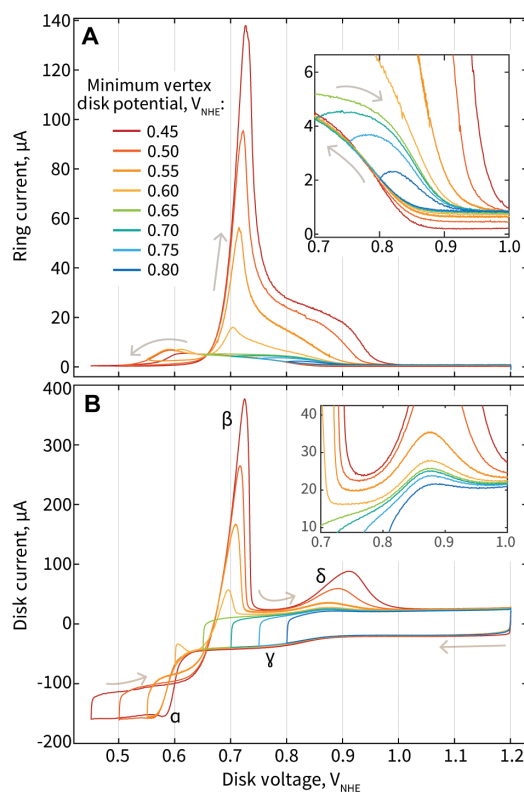 A
Ring current, µA
140
120
100
80
60
40
20
0
Minimum vertex
disk potential, VNHE:
0.45
0.50
0.55
0.60
0.65
0.70
0.75
0.80
6
4
2
0
0.7 0.8 0.9 1.0
B
Disk current, µA
400
300
200
100
0
-100
-200
β
δ
γ
α
40
30
20
10
0.7 0.8 0.9 1.0
0.5 0.6 0.7 0.8 0.9 1.0 1.1 1.2
Disk voltage, VNHE